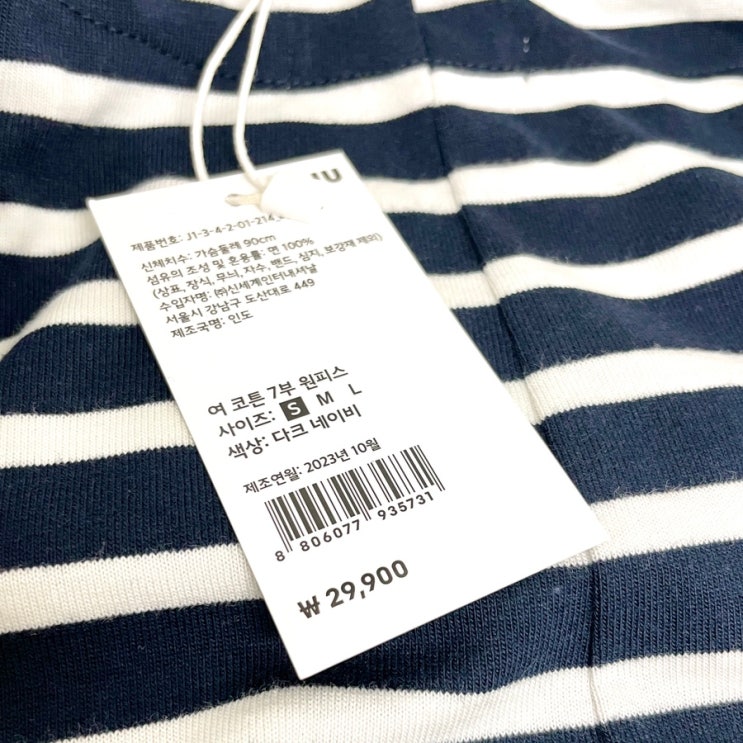 제품번호: J1-3-4-2-01-214
신체치수: 가슴둘레 90cm
섬유의 조성 및 혼용률: 면 100%
(상표, 장식, 무늬, 자수, 밴드, 심지, 보강재 제외)
수입자명: ㈜신세계인터내셔날
서울시 강남구 도산대로 449
제조국명: 인도
여 코튼 7부 원피스
사이즈: S M L
색상: 다크 네이비
제조연월: 2023년 10월
8 806077 935731
₩ 29,900